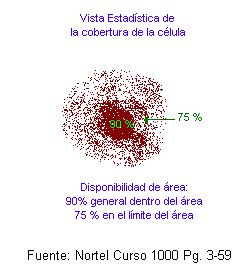 Vista Estadística de
la cobertura de la célula
90 %
75 %
Disponibilidad de área:
90% general dentro del área
75 % en el límite del área
Fuente: Nortel Curso 1000 Pg. 3-59